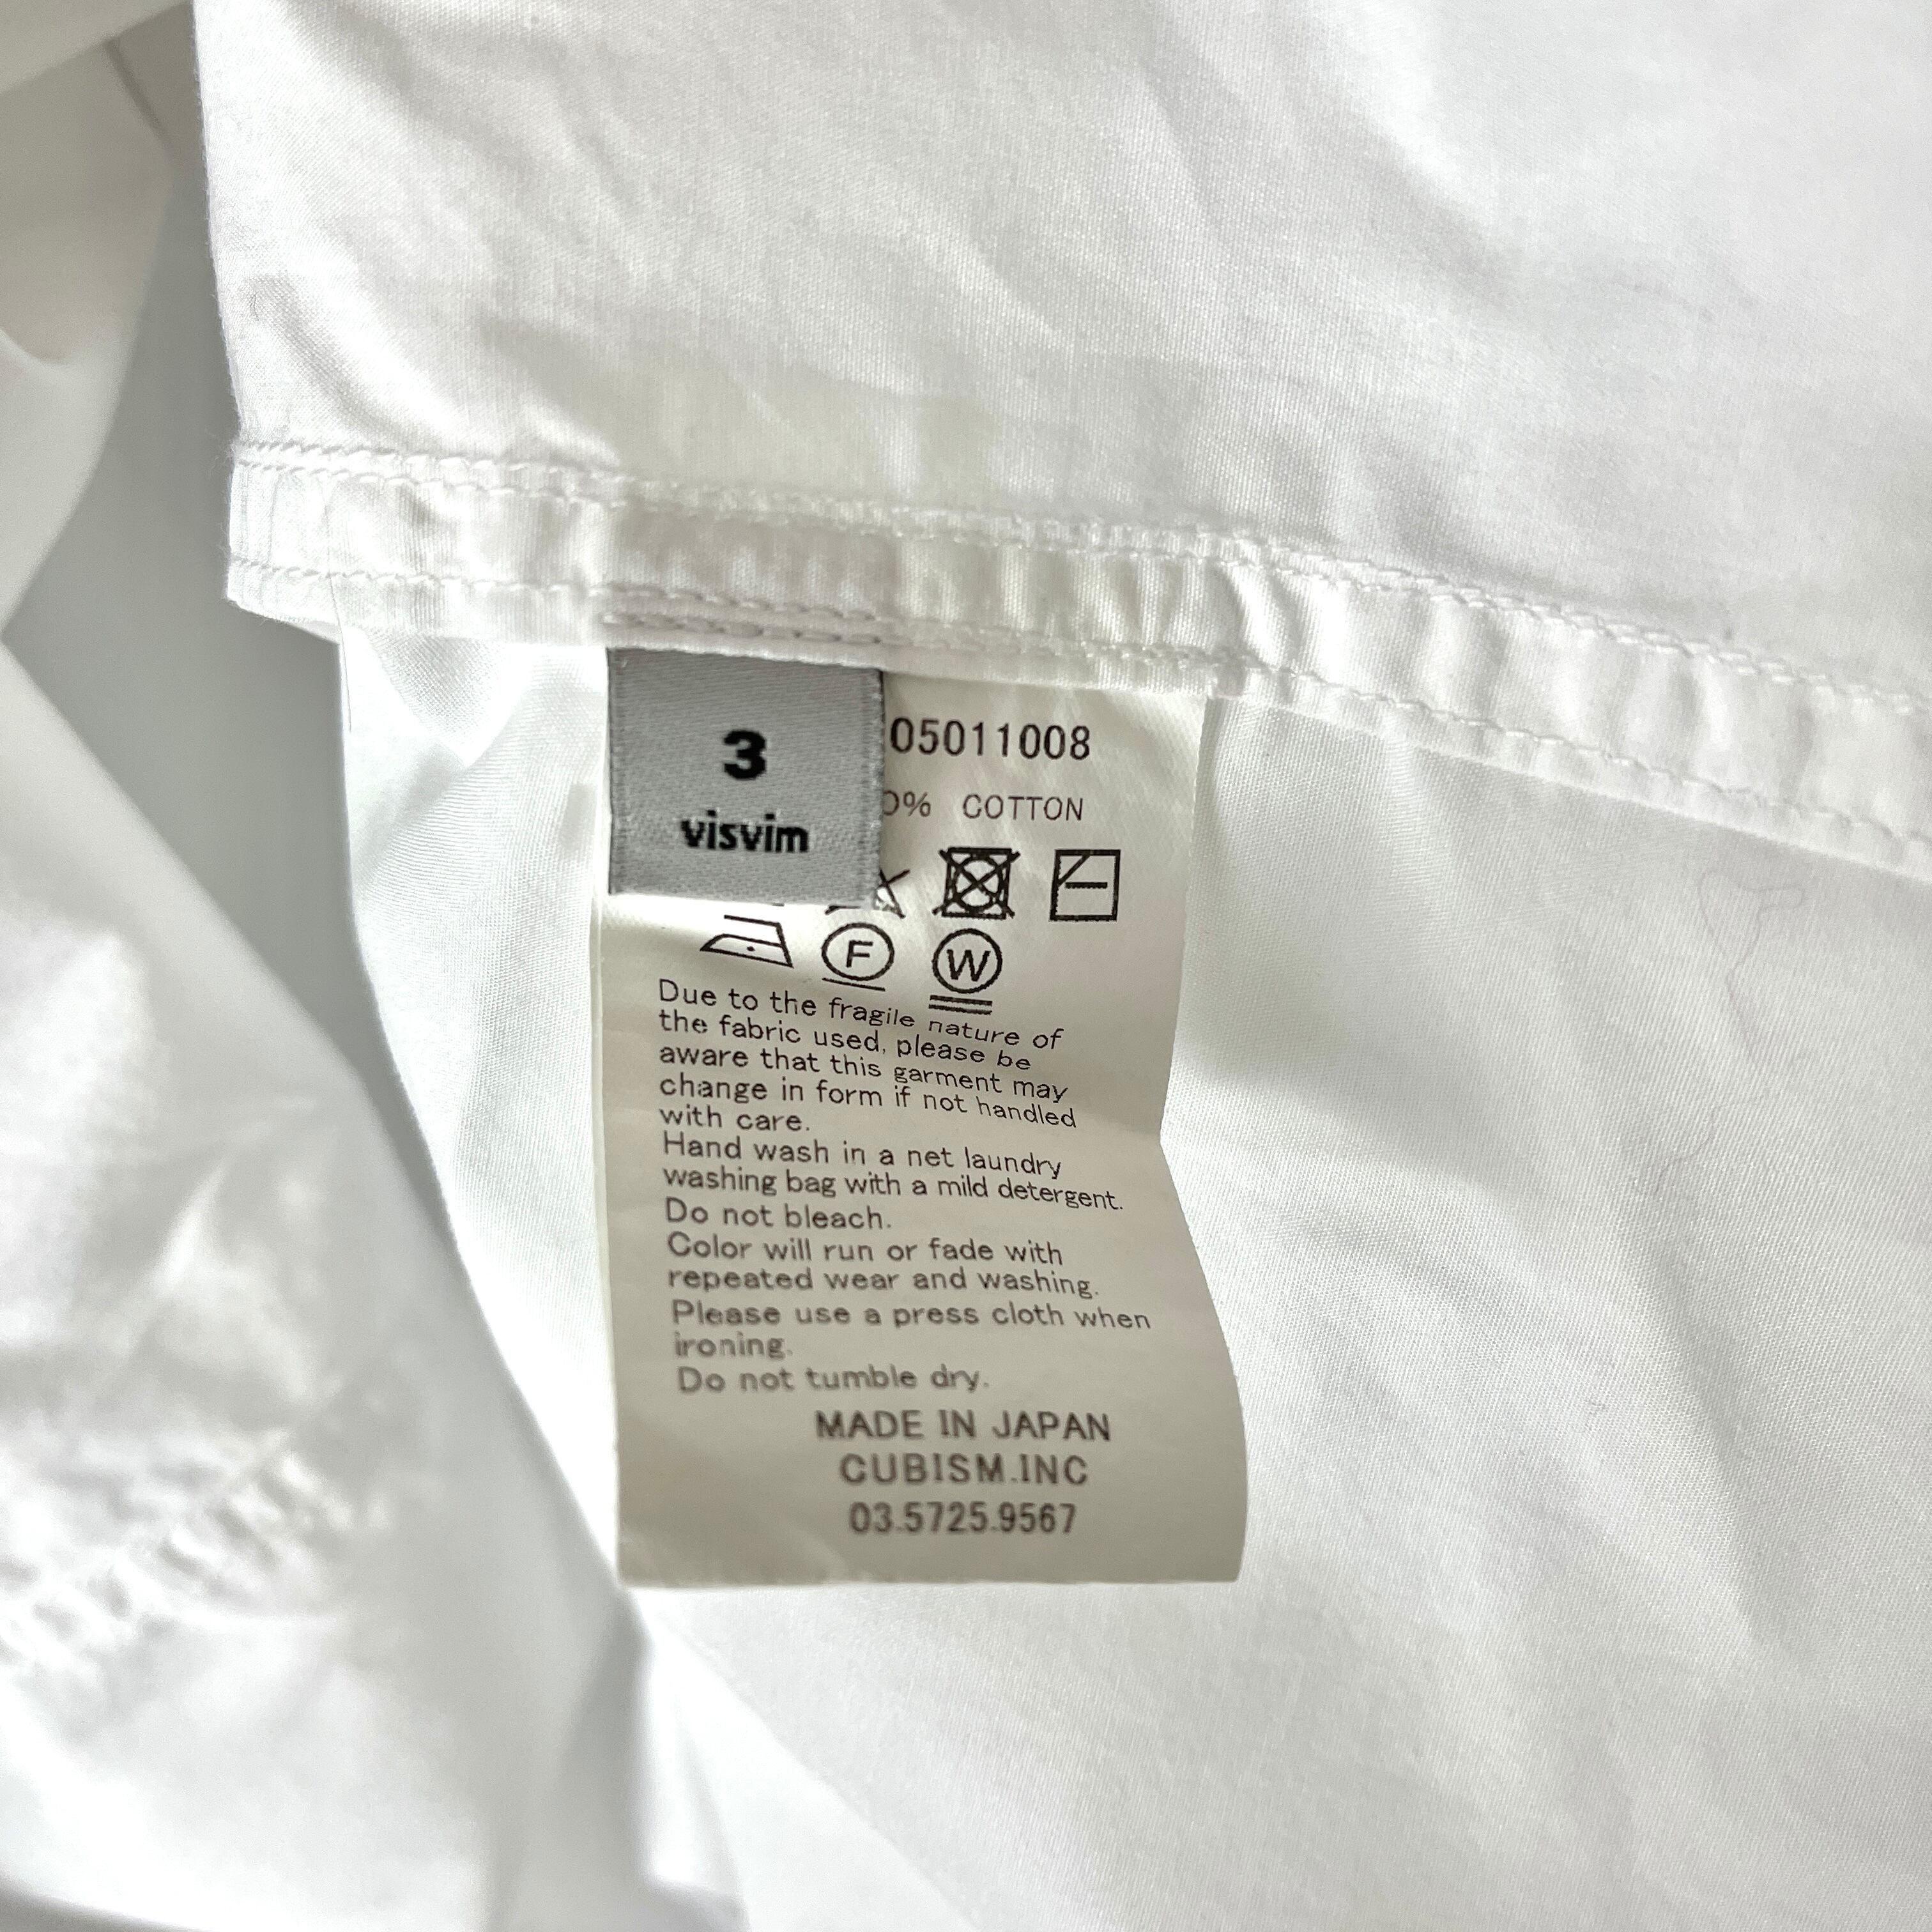 3
visvim
05011008
0% COTTON
F
W
Due to the fragile nature of
the fabric used, please be
aware that this garment may
change in form if not handled
with care.
Hand wash in a net laundry
washing bag with a mild detergent.
Do not bleach.
Color will run or fade with
repeated wear and washing.
Please use a press cloth when
ironing.
Do not tumble dry.
MADE IN JAPAN
CUBISM.INC
03.5725.9567